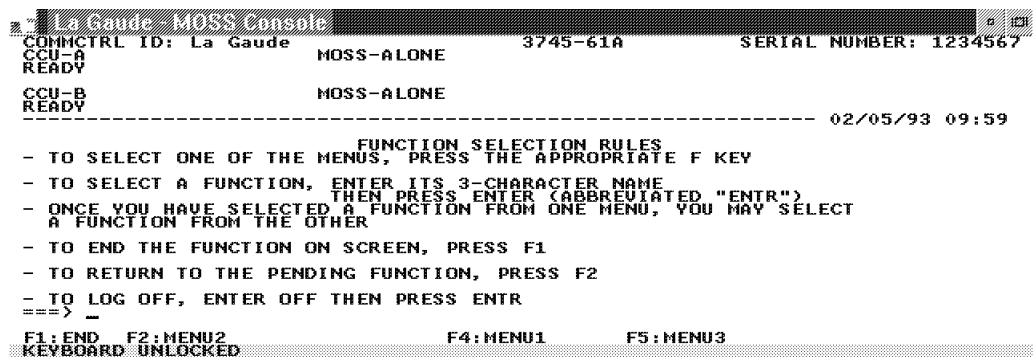 La Gaude - MOSS Console
COMMCTRL ID: La Gaude 3745-61A SERIAL NUMBER: 1234567
CCU-A MOSS-ALONE
READY
CCU-B MOSS-ALONE
READY
---------------------------------------------------------------- 02/05/93 09:59
FUNCTION SELECTION RULES
- TO SELECT ONE OF THE MENUS, PRESS THE APPROPRIATE F KEY
- TO SELECT A FUNCTION, ENTER ITS 3-CHARACTER NAME
THEN PRESS ENTER (ABBREVIATED "ENTR")
- ONCE YOU HAVE SELECTED A FUNCTION FROM ONE MENU, YOU MAY SELECT
A FUNCTION FROM THE OTHER
- TO END THE FUNCTION ON SCREEN, PRESS F1
- TO RETURN TO THE PENDING FUNCTION, PRESS F2
- TO LOG OFF, ENTER OFF THEN PRESS ENTR
===> _
F1:END F2:MENU2 F4:MENU1 F5:MENU3
KEYBOARD UNLOCKED